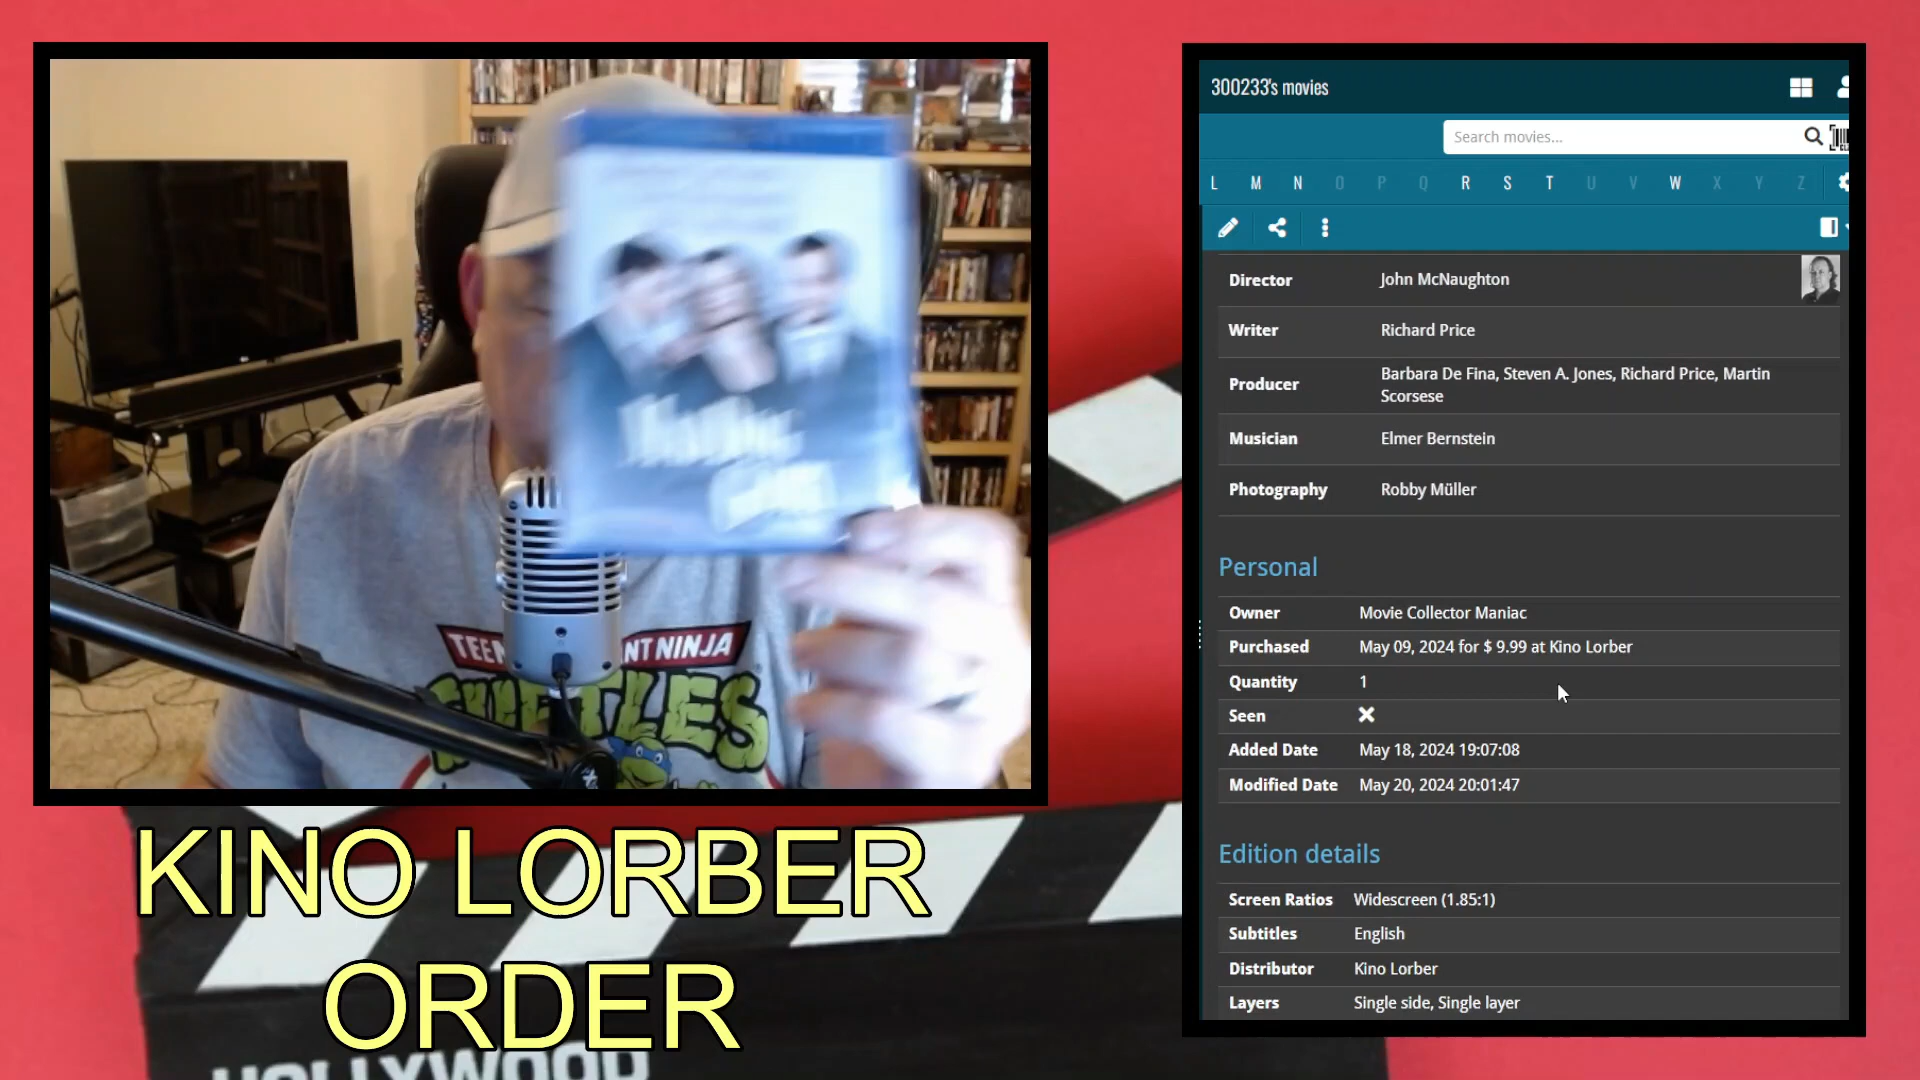 TEEN
NT NINJA
TURTLES
KINO LORBER
ORDER
HOLLYWOOD
300233's movies
Search movies...
L M N O P Q R S T U V W X Y Z
Director John McNaughton
Writer Richard Price
Producer Barbara De Fina, Steven A. Jones, Richard Price, Martin
Scorsese
Musician Elmer Bernstein
Photography Robby Müller
Personal
Owner Movie Collector Maniac
Purchased May 09, 2024 for $ 9.99 at Kino Lorber
Quantity 1
Seen
Added Date May 18, 2024 19:07:08
Modified Date May 20, 2024 20:01:47
Edition details
Screen Ratios Widescreen (1.85:1)
Subtitles English
Distributor Kino Lorber
Layers Single side, Single layer